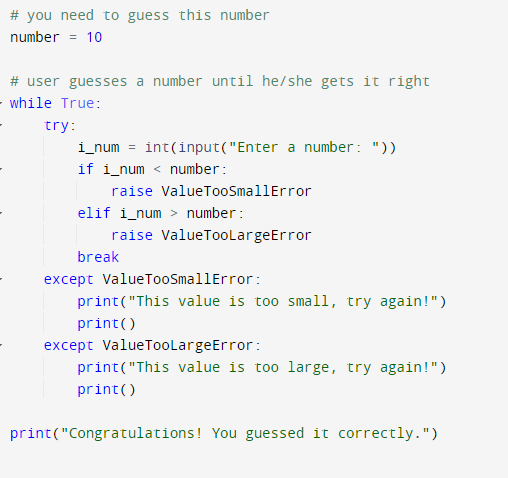 # you need to guess this number
number = 10

# user guesses a number until he/she gets it right
while True:
    try:
        i_num = int(input("Enter a number: "))
        if i_num < number:
            raise ValueTooSmallError
        elif i_num > number:
            raise ValueTooLargeError
        break
    except ValueTooSmallError:
        print("This value is too small, try again!")
        print()
    except ValueTooLargeError:
        print("This value is too large, try again!")
        print()

print("Congratulations! You guessed it correctly.")